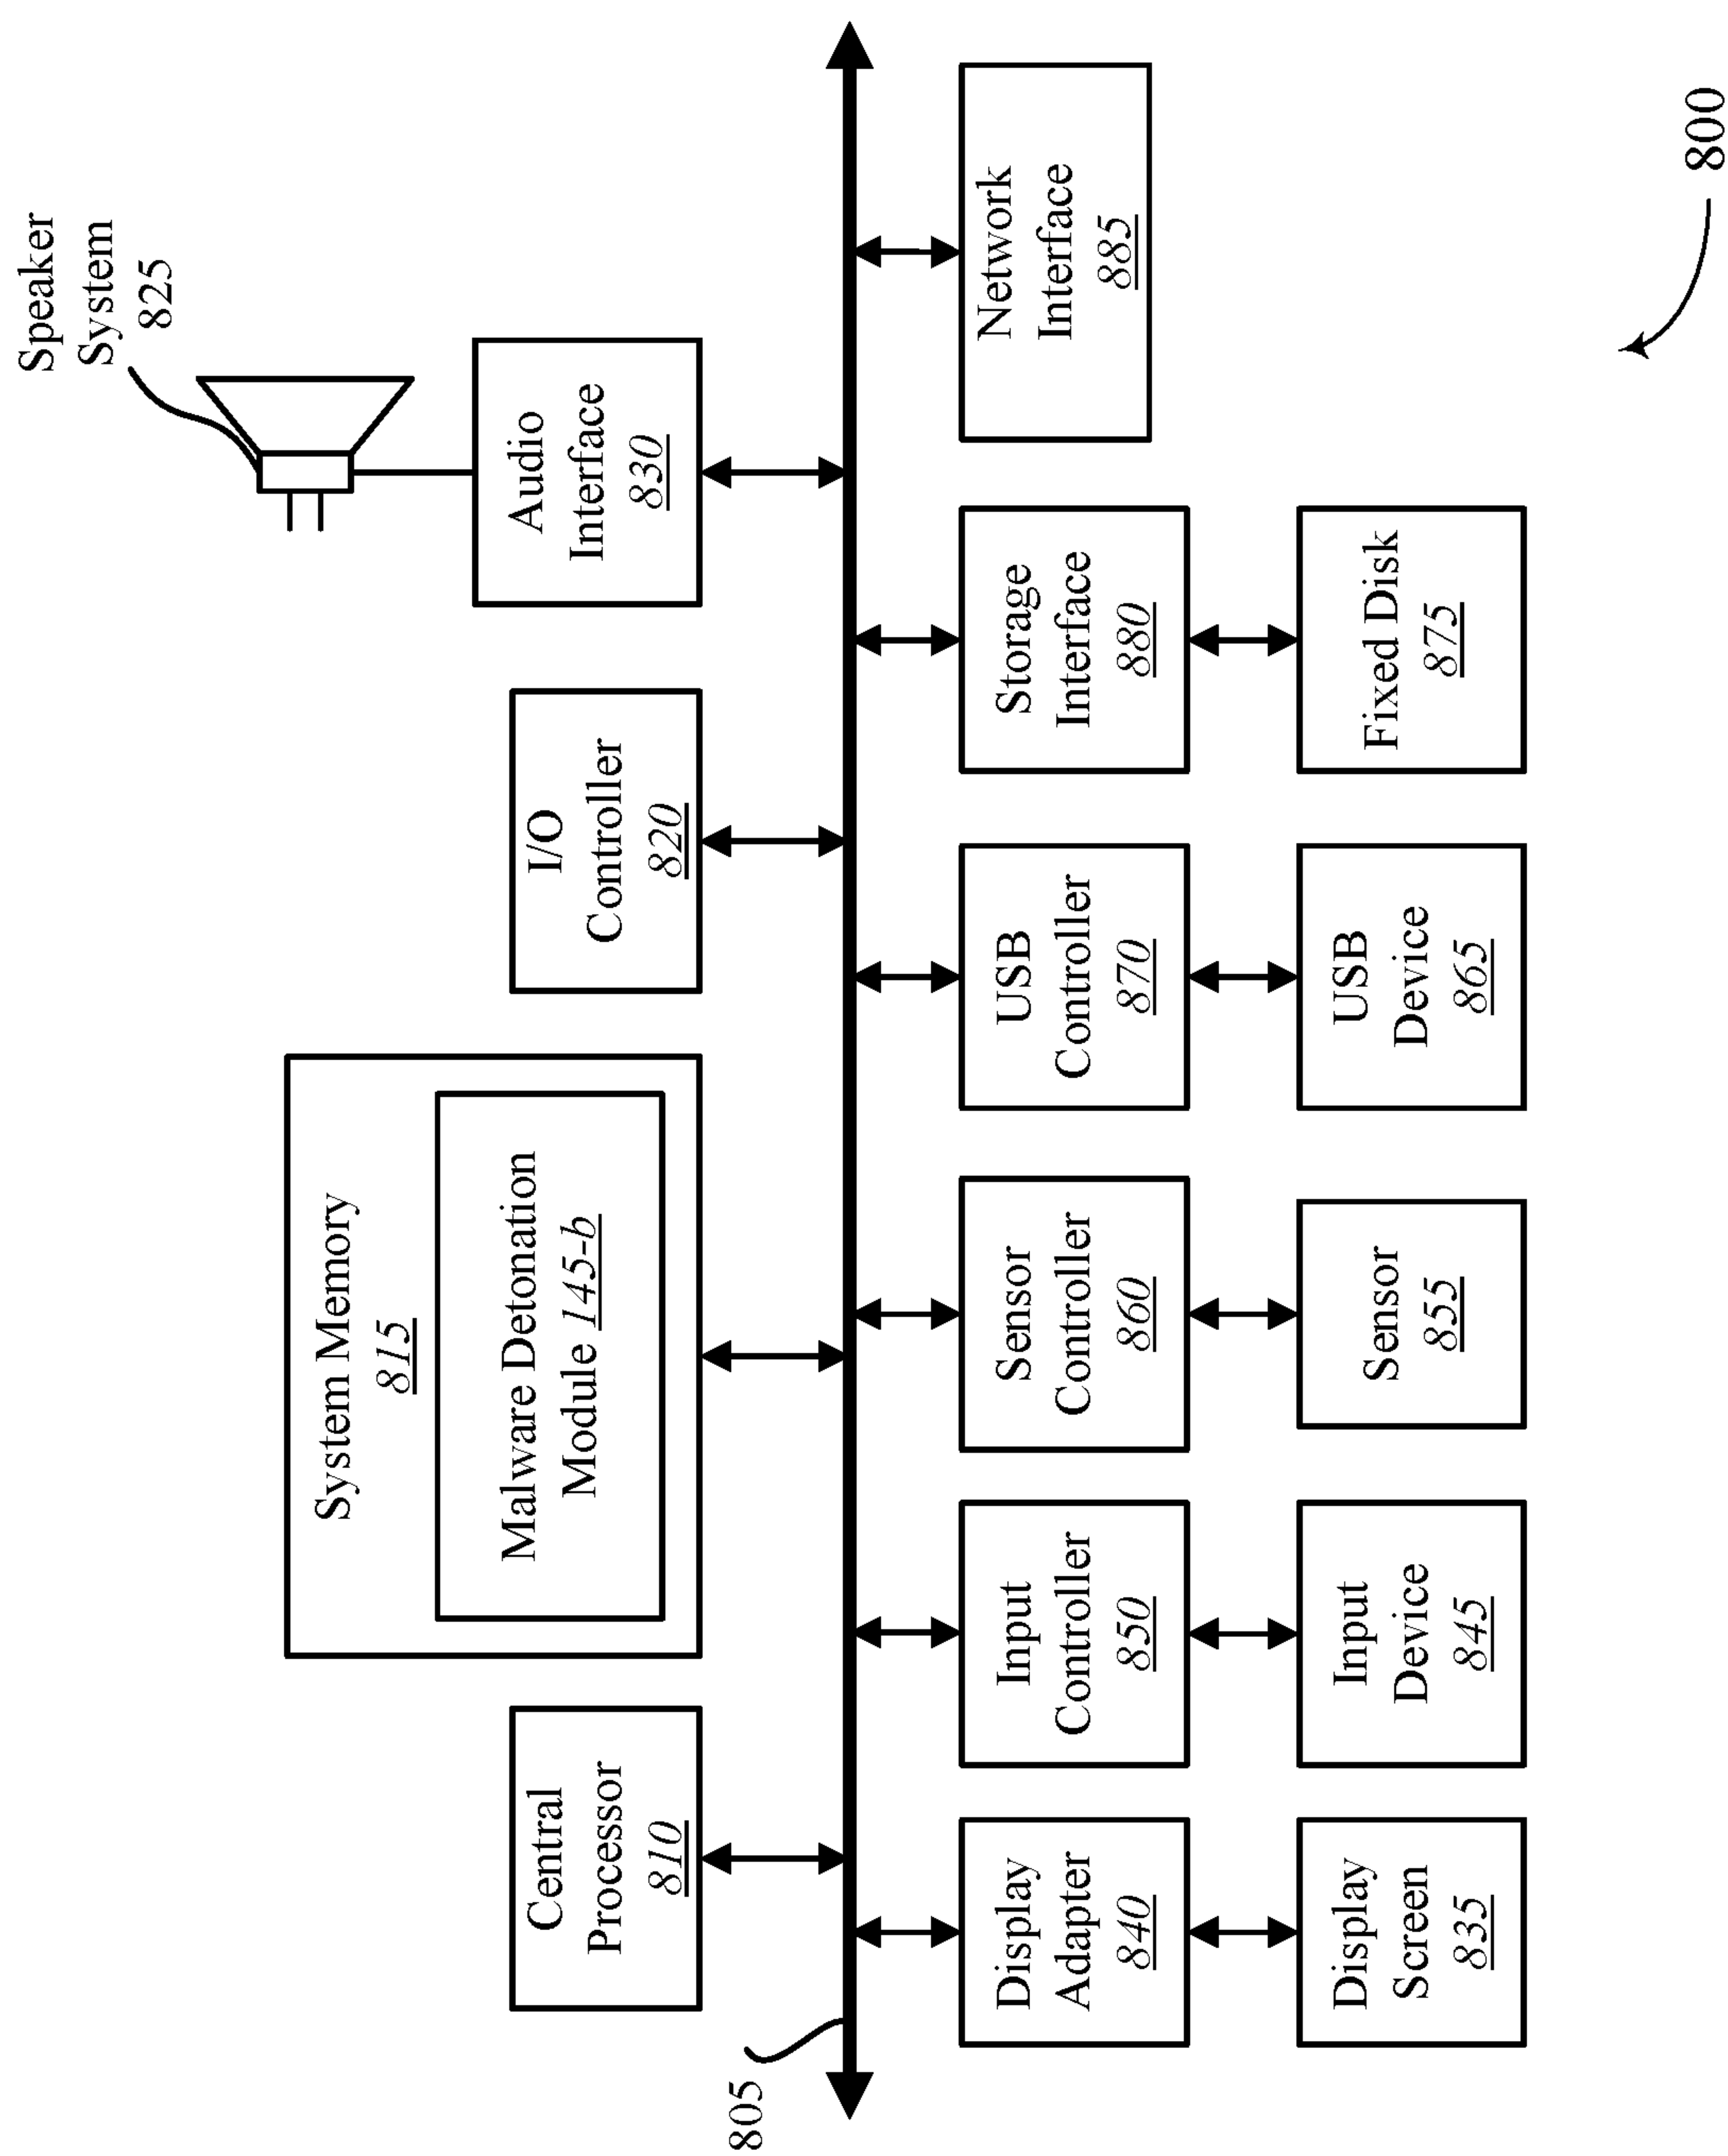 Speaker
System
825
System Memory
815
Malware Detonation
Module 145-b
Central
Processor
810
I/O
Controller
820
Audio
Interface
830
805
Display
Adapter
840
Input
Controller
850
Sensor
Controller
860
USB
Controller
870
Storage
Interface
880
Network
Interface
885
Display
Screen
835
Input
Device
845
Sensor
855
USB
Device
865
Fixed Disk
875
800